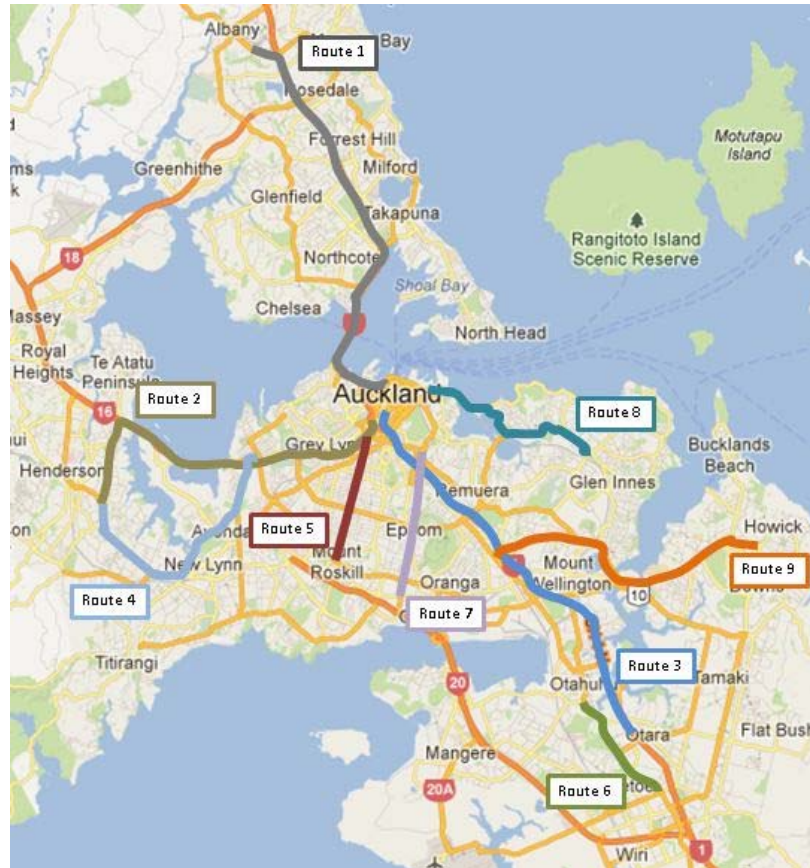 Albany
Bay
Route 1
Rosedale
Forrest Hill
Motutapu
Island
Greenhithe
Milford
Glenfield
Takapuna
Rangitoto Island
Scenic Reserve
18
Northcote
Shoal Bay
Chelsea
North Head
Massey
Royal
Heights
Te Atatu
Peninsula
Route 2
16
Auckland
Route 8
Grey Lynn
Bucklands
Beach
Henderson
Remuera
Glen Innes
Route 5
Epsom
Howick
New Lynn
Mount
Roskill
Mount
Wellington
Route 9
Oranga
10
Route 4
Route 7
Titirangi
Route 3
20
Otahuhu
Tamaki
Otara
Flat Bush
Mangere
20A
Route 6
Wiri
1